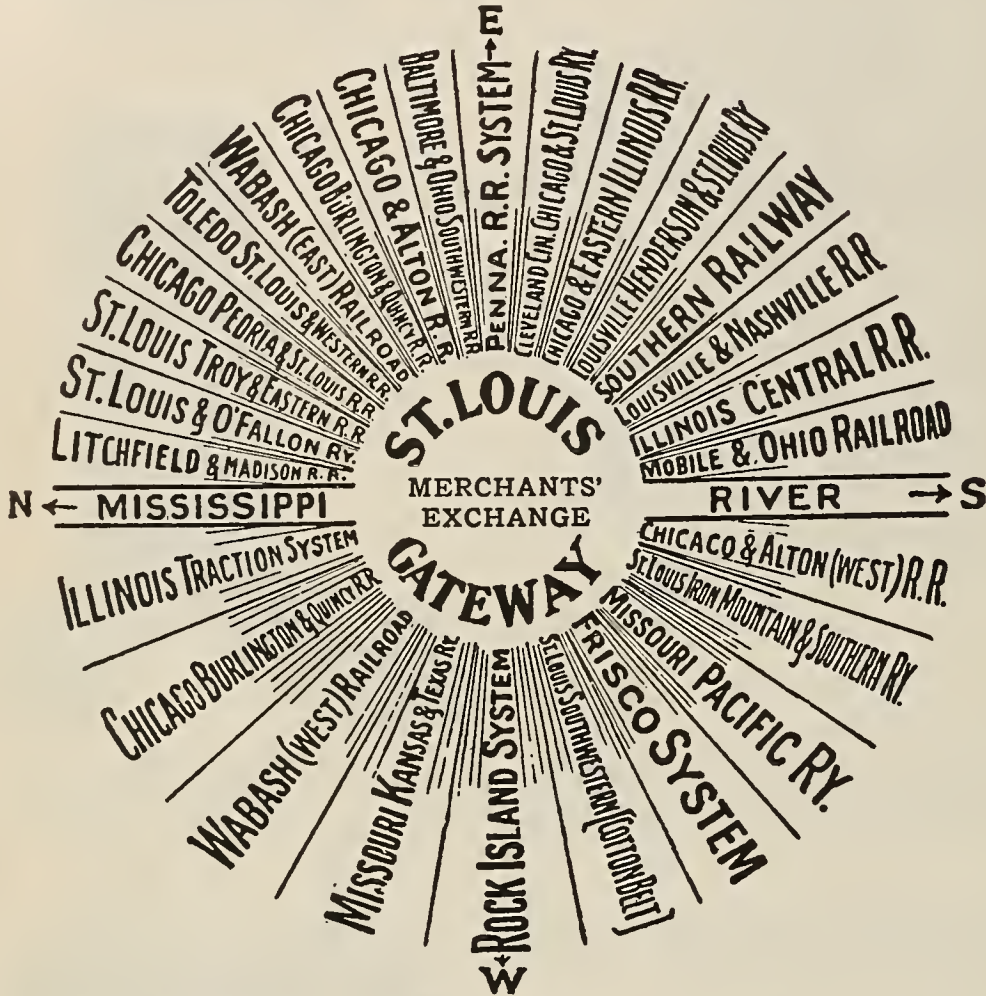 E
LITCHFIELD & MADISON R. R.
ST. LOUIS & O'FALLON RY.
ST. LOUIS TROY & EASTERN R.R.
CHICAGO PEORIA & ST. LOUIS R.R.
TOLEDO ST. LOUIS & WESTERN R.R.
WABASH (EAST) RAILROAD
CHICAGO BURLINGTON & QUINCY R.R.
CHICAGO & ALTON R. R.
BALTIMORE & OHIO SOUTHWESTERN RR
PENNA. R.R. SYSTEM
CLEVELAND CIN. CHICAGO & ST. LOUIS RY.
CHICAGO & EASTERN ILLINOIS R.R.
LOUISVILLE HENDERSON & ST. LOUIS RY
SOUTHERN RAILWAY
LOUISVILLE & NASHVILLE R.R
ILLINOIS CENTRAL R.R.
MOBILE & OHIO RAILROAD
ST. LOUIS
MERCHANTS'
EXCHANGE
GATEWAY
N ← MISSISSIPPI RIVER → S
CHICAGO & ALTON (WEST) R.R.
ST. LOUIS IRON MOUNTAIN & SOUTHERN RY.
MISSOURI PACIFIC RY.
FRISCO SYSTEM
ST. LOUIS SOUTHWESTERN [COTTON BELT]
ROCK ISLAND SYSTEM
MISSOURI KANSAS & TEXAS RY.
WABASH (WEST) RAILROAD
CHICAGO BURLINGTON & QUINCY R.R
ILLINOIS TRACTION SYSTEM
W